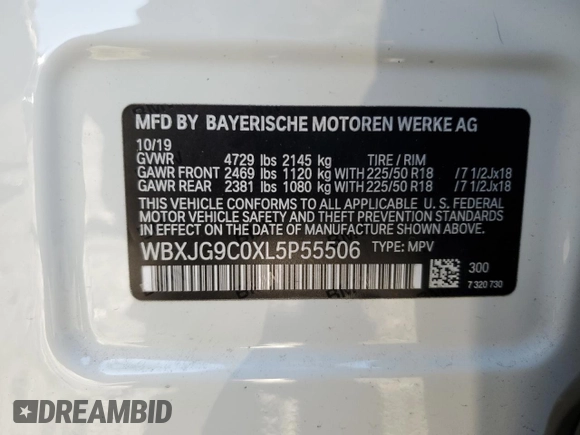 MFD BY BAYERISCHE MOTOREN WERKE AG
10/19
GVWR 4729 lbs 2145 kg TIRE / RIM
GAWR FRONT 2469 lbs 1120 kg WITH 225/50 R18 /7 1/2Jx18
GAWR REAR 2381 lbs 1080 kg WITH 225/50 R18 /7 1/2Jx18
THIS VEHICLE CONFORMS TO ALL APPLICABLE U.S. FEDERAL
MOTOR VEHICLE SAFETY AND THEFT PREVENTION STANDARDS
IN EFFECT ON THE DATE OF MANUFACTURE SHOWN ABOVE.
WBXJG9C0XL5P55506 TYPE: MPV
300
7 320 730
DREAMBID